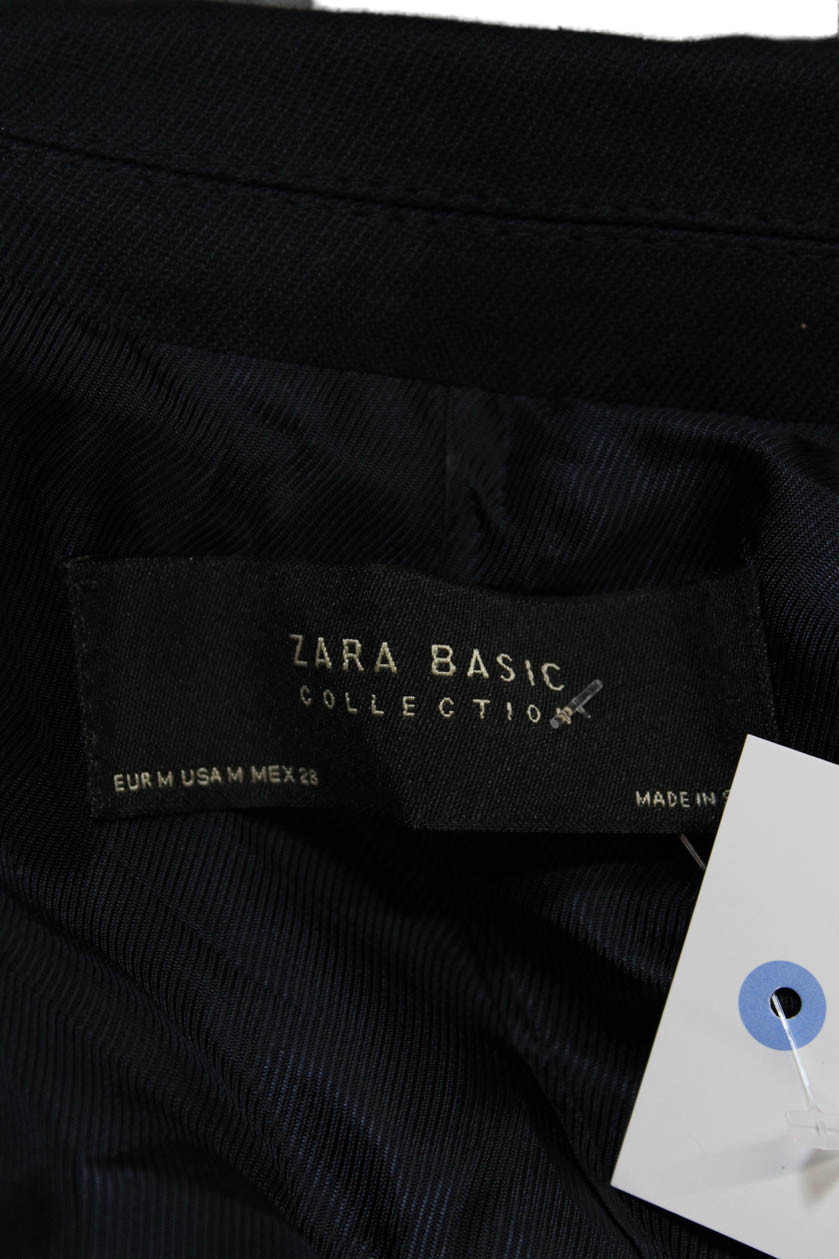 ZARA BASIC
COLLECTION
EUR M USA M MEX 28
MADE IN